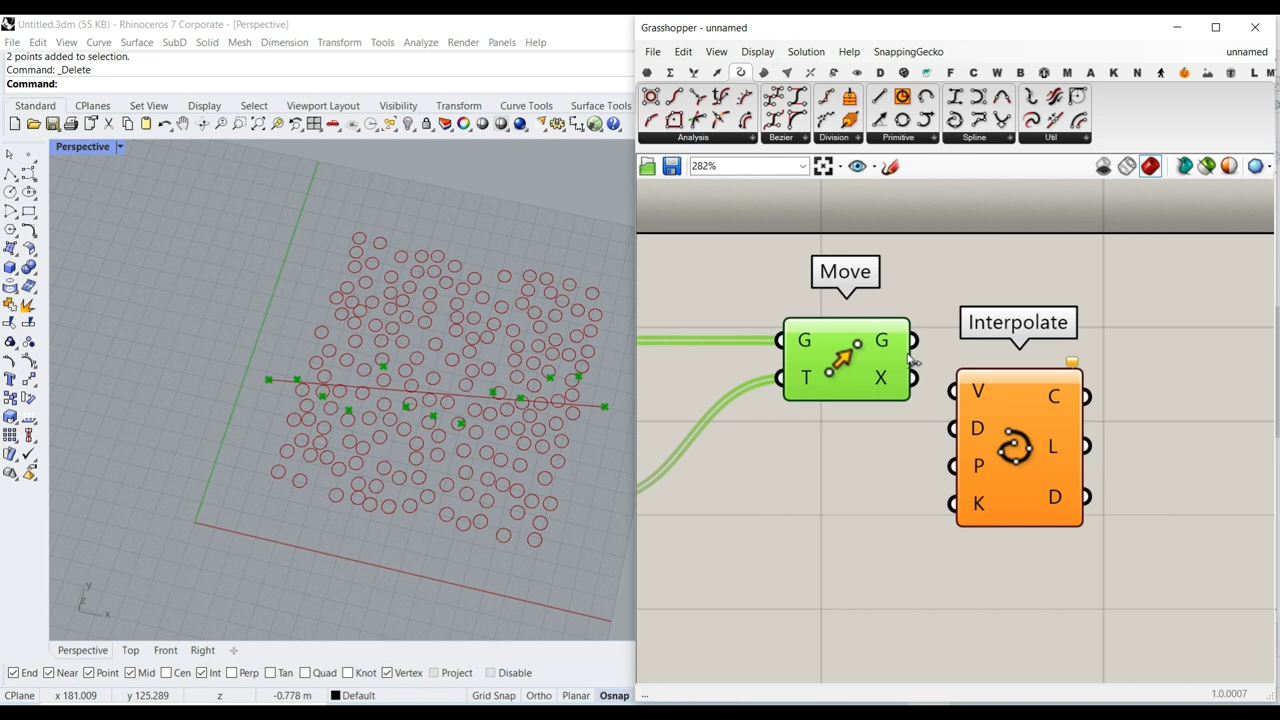 Untitled.3dm (55 KB) - Rhinoceros 7 Corporate - [Perspective]
File Edit View Curve Surface SubD Solid Mesh Dimension Transform Tools Analyze Render Panels Help
2 points added to selection.
Command: _Delete
Command:
Standard CPlanes Set View Display Select Viewport Layout Visibility Transform Curve Tools Surface Tools
Perspective
y
z
x
Perspective Top Front Right
End Near Point Mid Cen Int Perp Tan Quad Knot Vertex Project Disable
CPlane x 181.009 y 125.289 z -0.778 m Default Grid Snap Ortho Planar Osnap
Grasshopper - unnamed
File Edit View Display Solution Help SnappingGecko unnamed
D F C W B M A K N L M
Analysis Bezier Division Primitive Spline Util
282%
Move
G G
T X
Interpolate
V C
D L
P D
K
... 1.0.0007